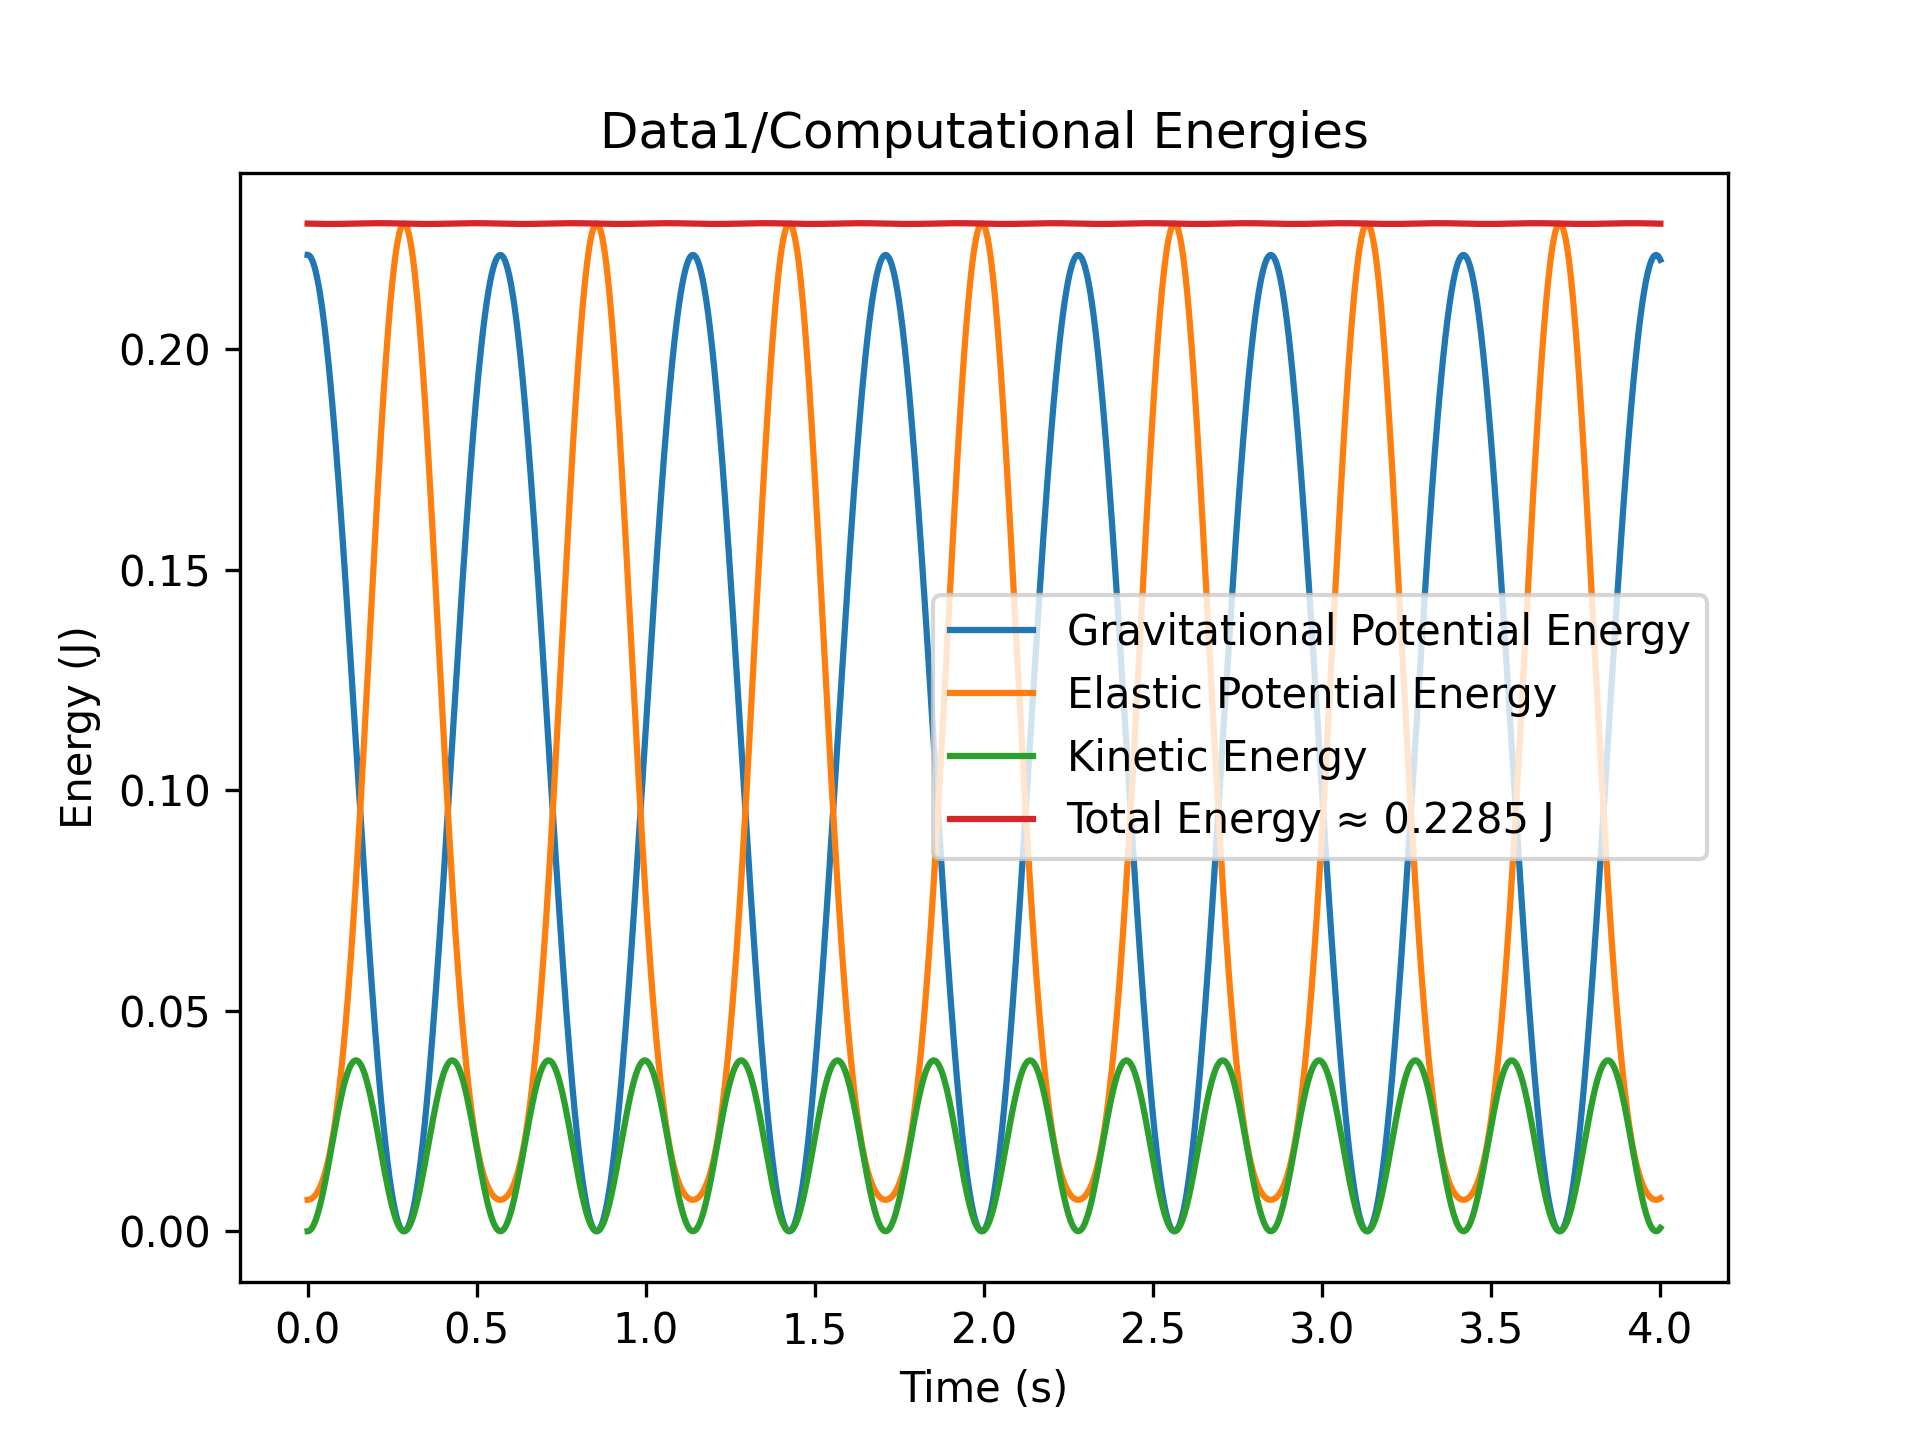 Data1/Computational Energies
Energy (J)
0.20
0.15
0.10
0.05
0.00
Gravitational Potential Energy
Elastic Potential Energy
Kinetic Energy
Total Energy ≈ 0.2285 J
0.0 0.5 1.0 1.5 2.0 2.5 3.0 3.5 4.0
Time (s)